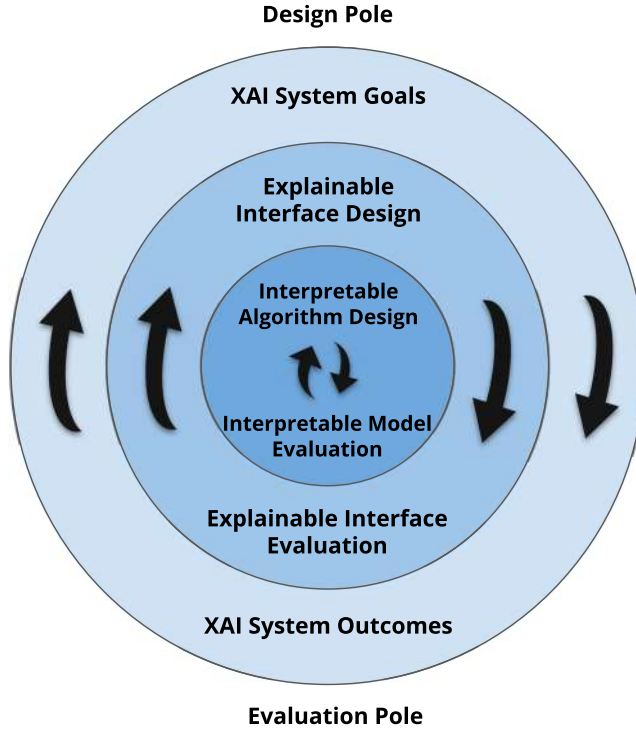 Design Pole
XAI System Goals
Explainable
Interface Design
Interpretable
Algorithm Design
Interpretable Model
Evaluation
Explainable Interface
Evaluation
XAI System Outcomes
Evaluation Pole